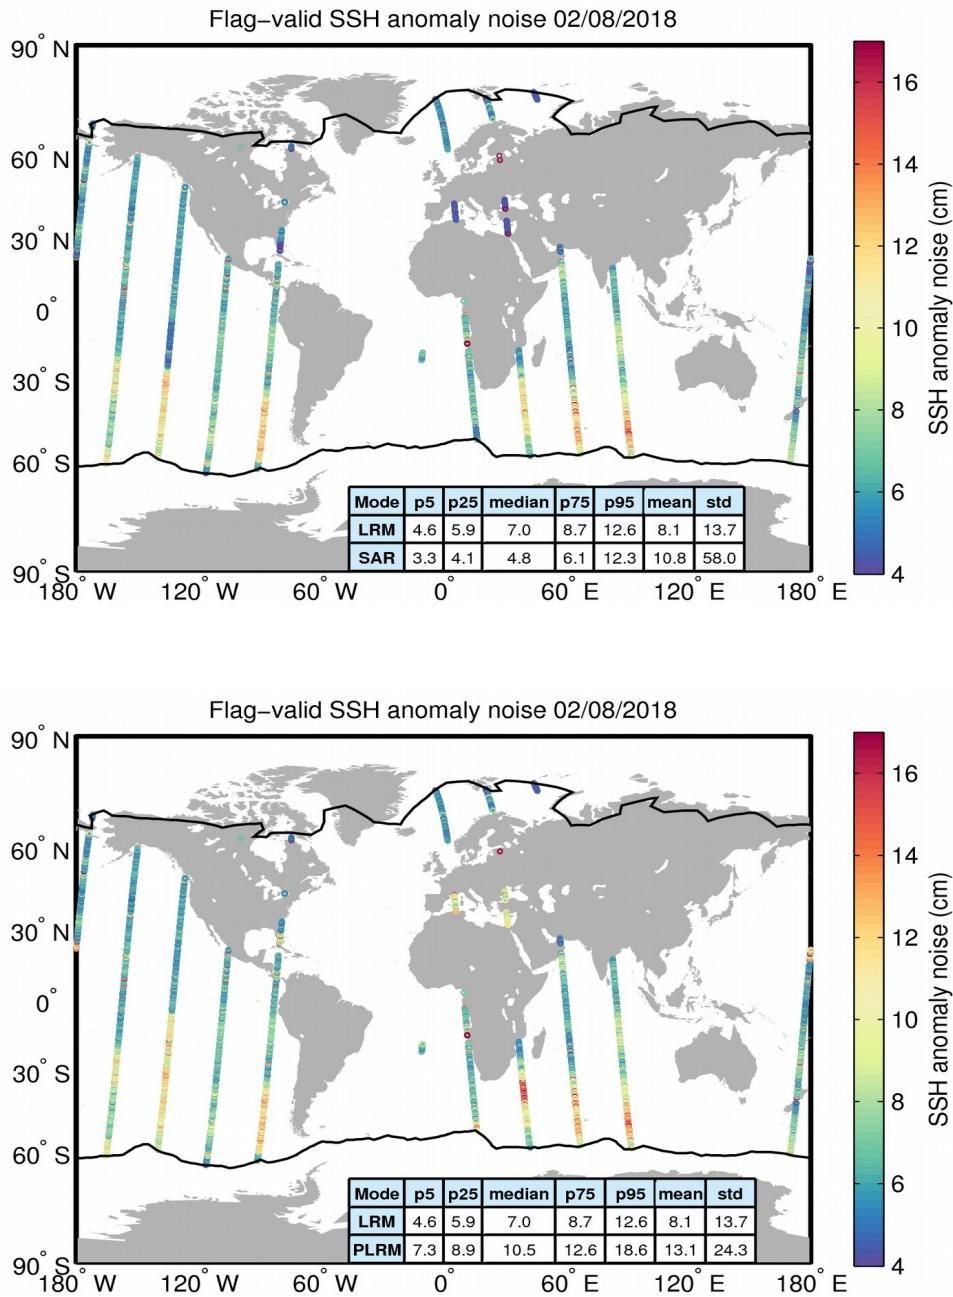 Flag−valid SSH anomaly noise 02/08/2018
90° N
60° N
30° N
0°
30° S
60° S
90° S
180° W 120° W 60° W 0° 60° E 120° E 180° E
Mode p5 p25 median p75 p95 mean std
LRM 4.6 5.9 7.0 8.7 12.6 8.1 13.7
SAR 3.3 4.1 4.8 6.1 12.3 10.8 58.0
16
14
12
10
8
6
4
SSH anomaly noise (cm)
Flag−valid SSH anomaly noise 02/08/2018
90° N
60° N
30° N
0°
30° S
60° S
90° S
180° W 120° W 60° W 0° 60° E 120° E 180° E
Mode p5 p25 median p75 p95 mean std
LRM 4.6 5.9 7.0 8.7 12.6 8.1 13.7
PLRM 7.3 8.9 10.5 12.6 18.6 13.1 24.3
16
14
12
10
8
6
4
SSH anomaly noise (cm)